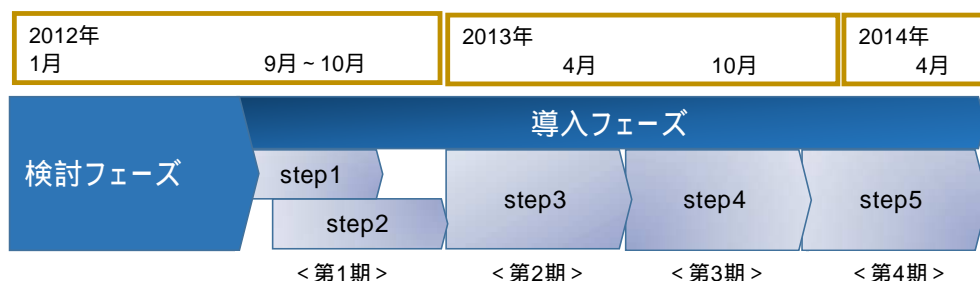 2012年
1月 9月~10月
2013年
4月 10月
2014年
4月
導入フェーズ
検討フェーズ
step1
step2
step3
step4
step5
<第1期> <第2期> <第3期> <第4期>